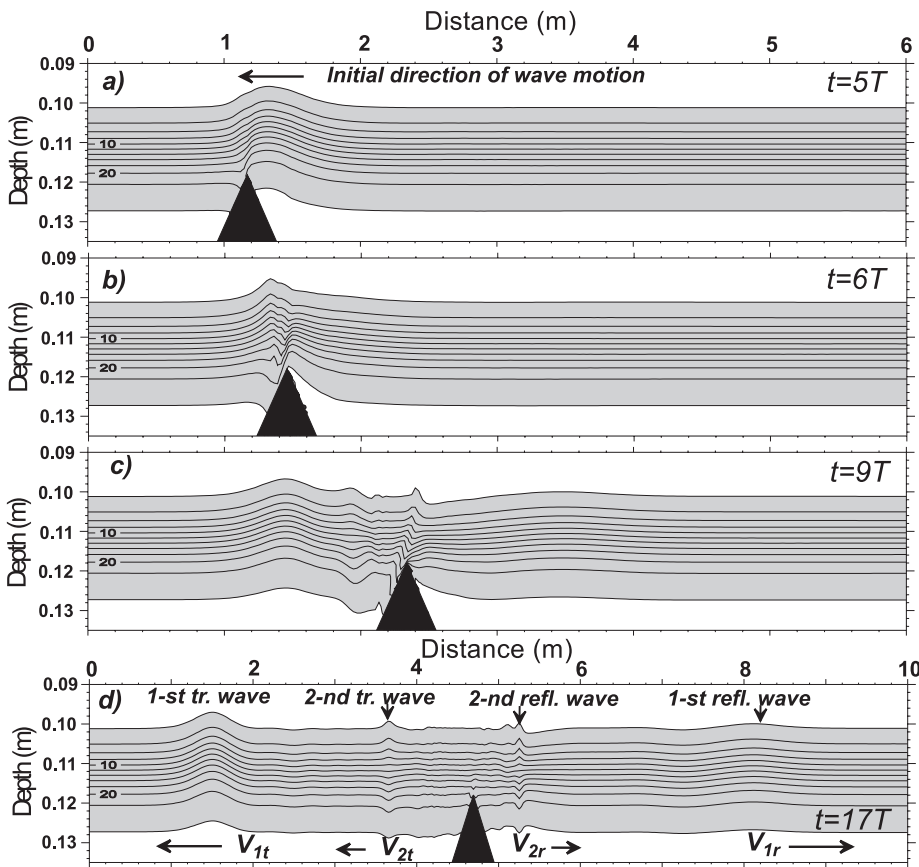 Distance (m)
0 1 2 3 4 5 6
a) Initial direction of wave motion t=5T
0.09
0.10
0.11
0.12
0.13
Depth (m)
10
20
b) t=6T
0.09
0.10
0.11
0.12
0.13
Depth (m)
10
20
c) t=9T
0.09
0.10
0.11
0.12
0.13
Depth (m)
10
20
Distance (m)
0 2 4 6 8 10
d) 1-st tr. wave 2-nd tr. wave 2-nd refl. wave 1-st refl. wave
0.09
0.10
0.11
0.12
0.13
Depth (m)
10
20
t=17T
V1t V2t V2r V1r